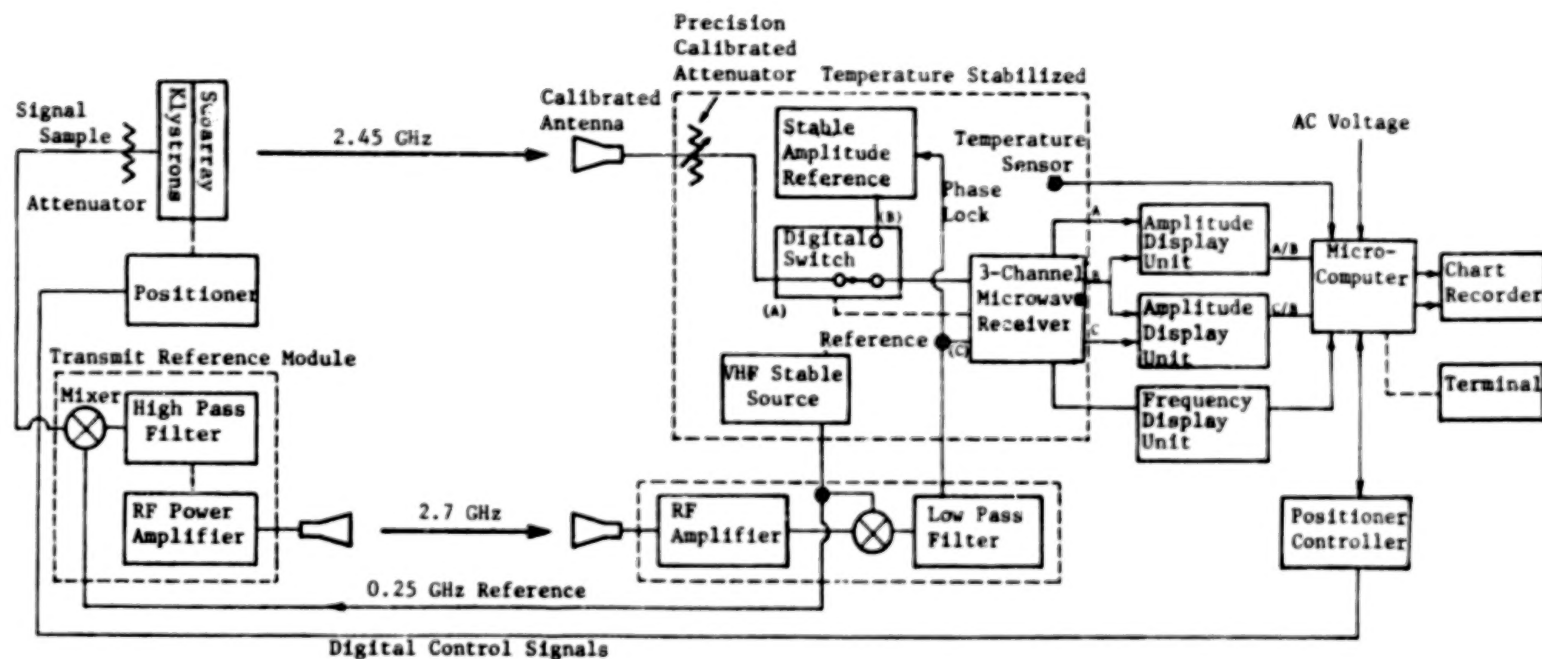 Precision
Calibrated
Attenuator
Temperature Stabilized
Signal
Sample
Klystrons
Subarray
2.45 GHz
Calibrated
Antenna
Stable
Amplitude
Reference
Temperature
Sensor
AC Voltage
Attenuator
Phase
Lock
(B)
A
Amplitude
Display
Unit
A/B
Micro-
Computer
Chart
Recorder
Digital
Switch
(A)
3-Channel
Microwave
Receiver
B
Positioner
Amplitude
Display
Unit
C/B
C
Reference
(C)
Transmit Reference Module
VHF Stable
Source
Terminal
Mixer
High Pass
Filter
Frequency
Display
Unit
RF Power
Amplifier
2.7 GHz
RF
Amplifier
Low Pass
Filter
Positioner
Controller
0.25 GHz Reference
Digital Control Signals